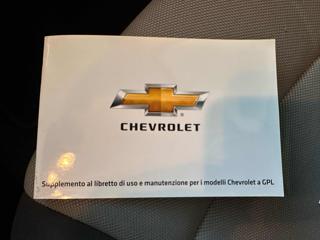 CHEVROLET
Supplemento al libretto di uso e manutenzione per i modelli Chevrolet a GPL